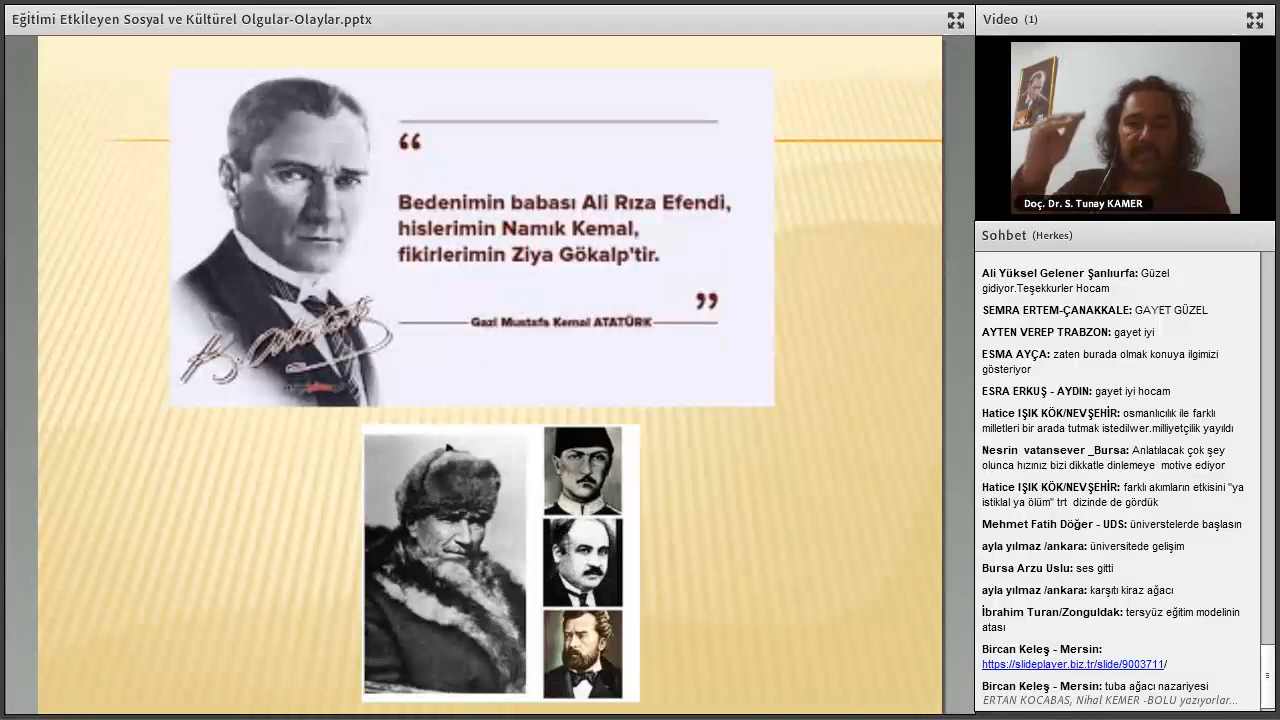 Eğitimi Etkileyen Sosyal ve Kültürel Olgular-Olaylar.pptx
“
Bedenimin babası Ali Rıza Efendi,
hislerimin Namık Kemal,
fikirlerimin Ziya Gökalp'tir.
”
Gazi Mustafa Kemal ATATÜRK
K. Atatürk
Video (1)
Doç. Dr. S. Tunay KAMER
Sohbet (Herkes)
Ali Yüksel Gelener Şanlıurfa: Güzel
gidiyor.Teşekkurler Hocam
SEMRA ERTEM-ÇANAKKALE: GAYET GÜZEL
AYTEN VEREP TRABZON: gayet iyi
ESMA AYÇA: zaten burada olmak konuya ilgimizi
gösteriyor
ESRA ERKUŞ - AYDIN: gayet iyi hocam
Hatice IŞIK KÖK/NEVŞEHİR: osmanlıcılık ile farklı
milletleri bir arada tutmak istedilwer.milliyetçilik yayıldı
Nesrin vatansever _Bursa: Anlatılacak çok şey
olunca hızınız bizi dikkatle dinlemeye motive ediyor
Hatice IŞIK KÖK/NEVŞEHİR: farklı akımların etkisini "ya
istiklal ya ölüm" trt dizinde de gördük
Mehmet Fatih Döğer - UDS: üniverstelerde başlasın
ayla yılmaz /ankara: üniversitede gelişim
Bursa Arzu Uslu: ses gitti
ayla yılmaz /ankara: karşıtı kiraz ağacı
İbrahim Turan/Zonguldak: tersyüz eğitim modelinin
atası
Bircan Keleş - Mersin:
https://slideplayer.biz.tr/slide/9003711/
Bircan Keleş - Mersin: tuba ağacı nazariyesi
ERTAN KOCABAS, Nihal KEMER -BOLU yazıyorlar...